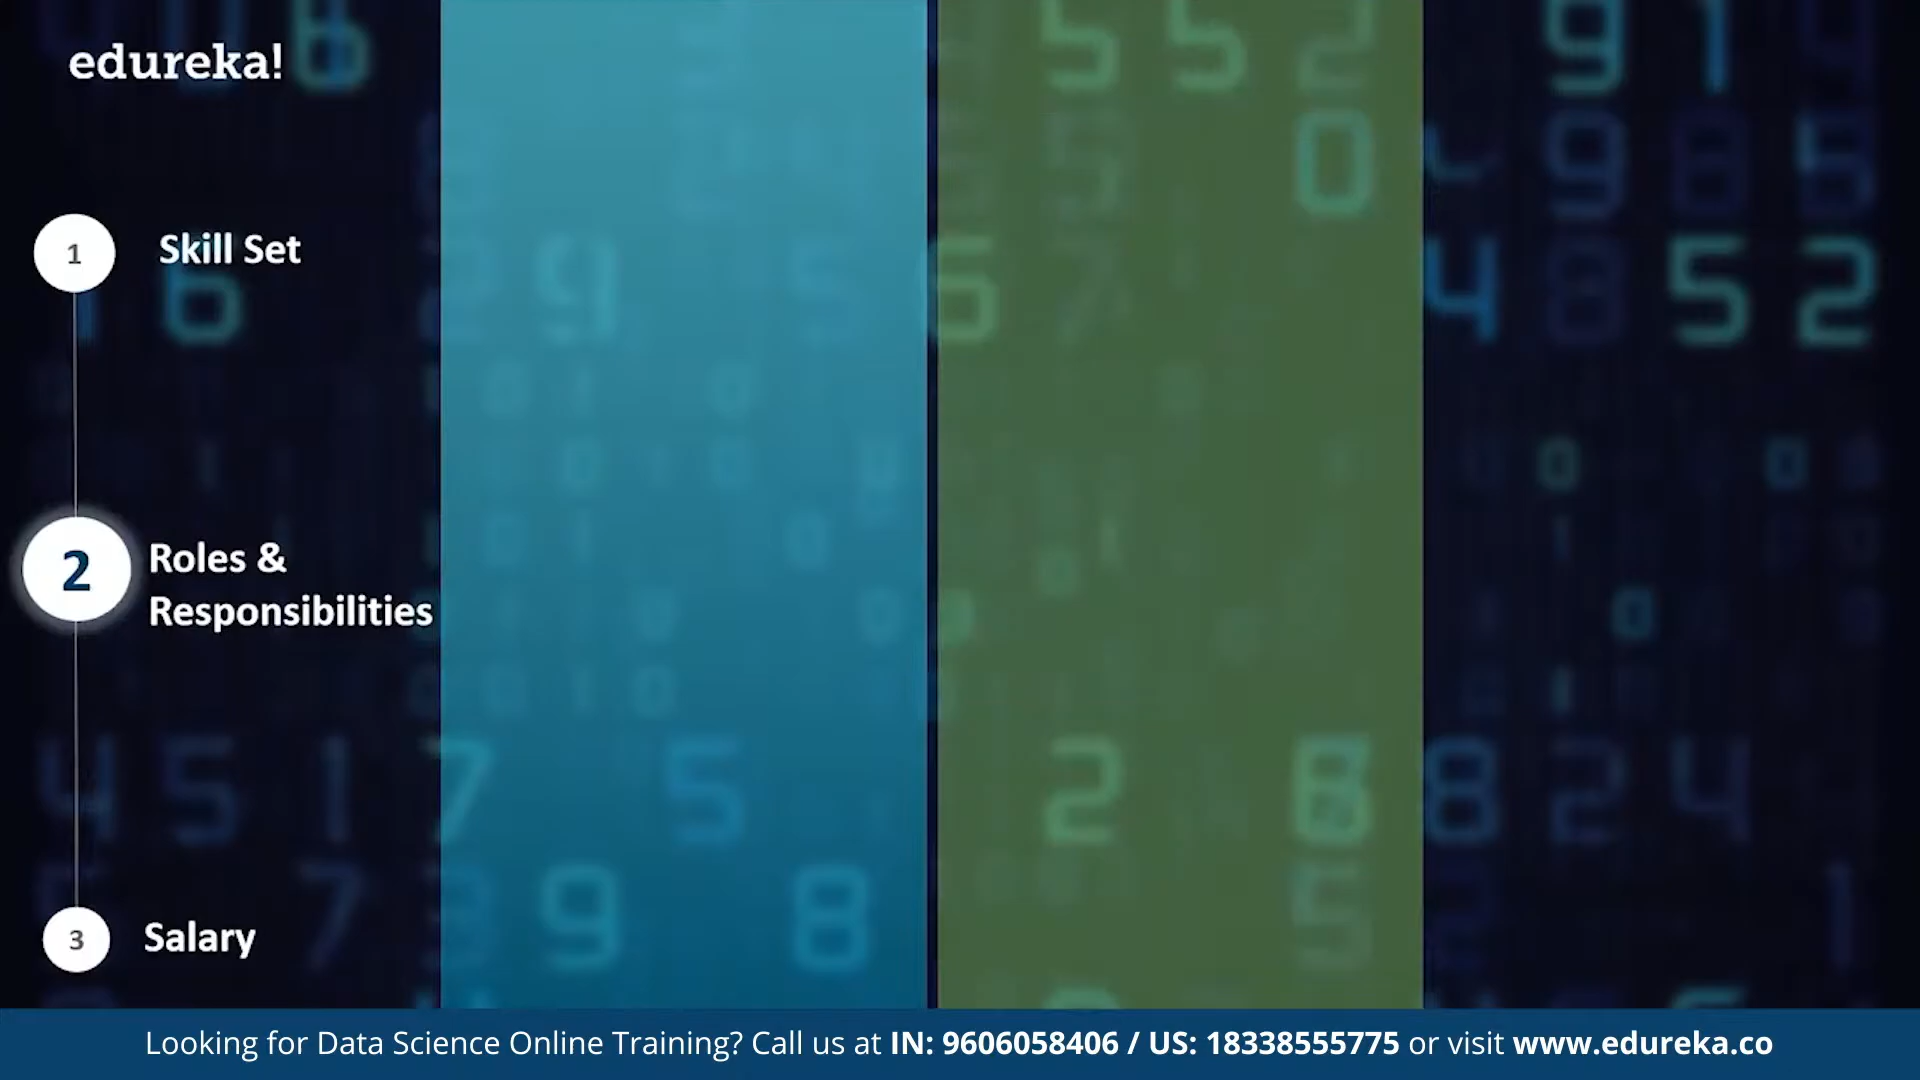 edureka!
1
Skill Set
2
Roles &
Responsibilities
3
Salary
Looking for Data Science Online Training? Call us at IN: 9606058406 / US: 18338555775 or visit www.edureka.co